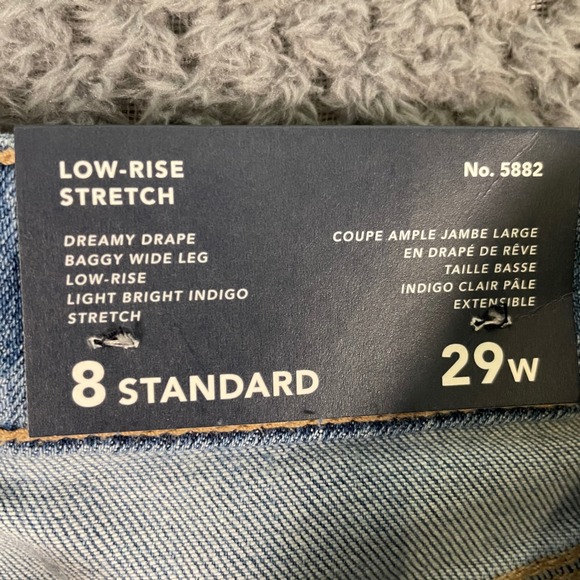 LOW-RISE
STRETCH
No. 5882
DREAMY DRAPE
BAGGY WIDE LEG
LOW-RISE
LIGHT BRIGHT INDIGO
STRETCH
COUPE AMPLE JAMBE LARGE
EN DRAPÉ DE RÊVE
TAILLE BASSE
INDIGO CLAIR PÂLE
EXTENSIBLE
8 STANDARD
29W